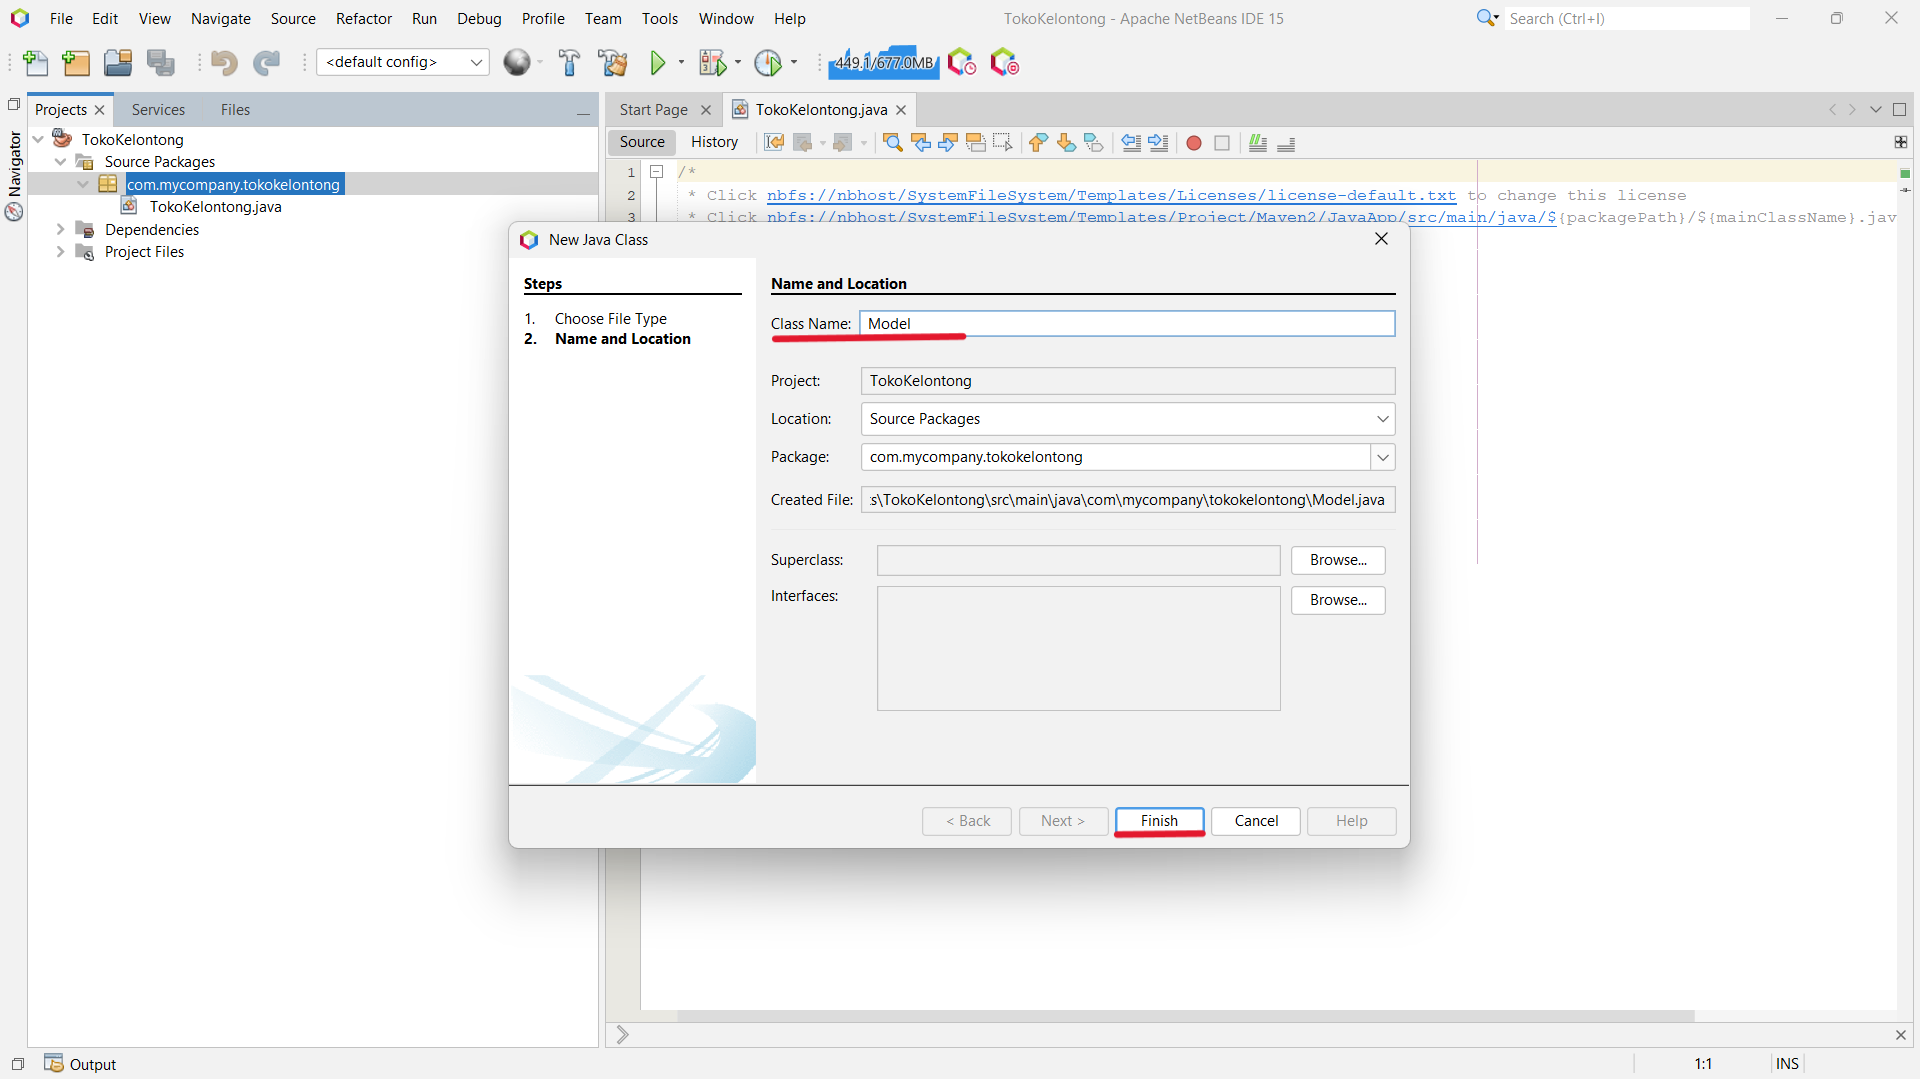 File Edit View Navigate Source Refactor Run Debug Profile Team Tools Window Help
TokoKelontong - Apache NetBeans IDE 15
Search (Ctrl+I)
<default config>
449.1/677.0MB
Navigator
Projects Services Files
TokoKelontong
Source Packages
com.mycompany.tokokelontong
TokoKelontong.java
Dependencies
Project Files
Start Page TokoKelontong.java
Source History
1 /*
2 * Click nbfs://nbhost/SystemFileSystem/Templates/Licenses/license-default.txt to change this license
3 * Click nbfs://nbhost/SystemFileSystem/Templates/Project/Maven2/JavaApp/src/main/java/${packagePath}/${mainClassName}.jav
New Java Class
Steps
1. Choose File Type
2. Name and Location
Name and Location
Class Name: Model
Project: TokoKelontong
Location: Source Packages
Package: com.mycompany.tokokelontong
Created File: :s\TokoKelontong\src\main\java\com\mycompany\tokokelontong\Model.java
Superclass: Browse...
Interfaces: Browse...
< Back Next > Finish Cancel Help
Output
1:1 INS